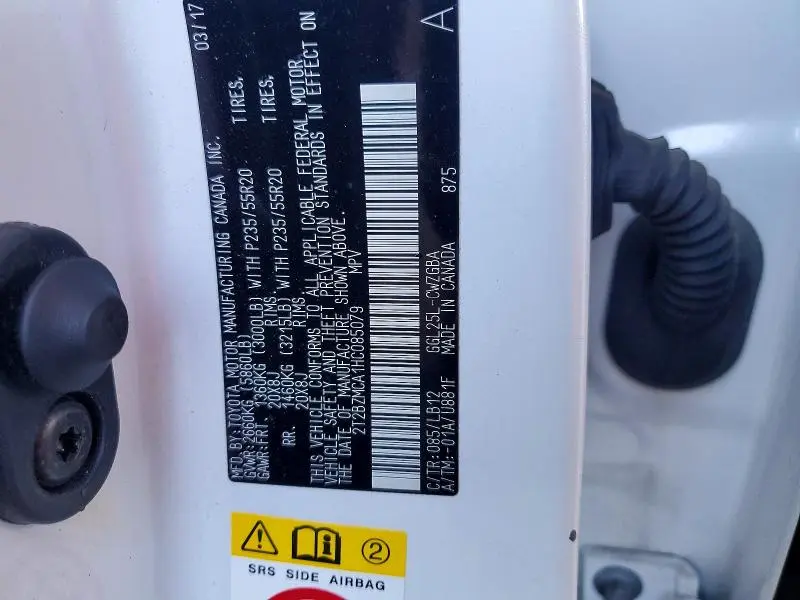 MFD.BY:TOYOTA MOTOR MANUFACTURING CANADA INC. 03/17
GVWR:2660KG (5860LB)
GAWR:FRT. 1360KG (3000LB) WITH P235/55R20 TIRES,
20X8J RIMS
RR. 1460KG (3215LB) WITH P235/55R20 TIRES,
20X8J RIMS
THIS VEHICLE CONFORMS TO ALL APPLICABLE FEDERAL MOTOR
VEHICLE SAFETY AND THEFT PREVENTION STANDARDS IN EFFECT ON
THE DATE OF MANUFACTURE SHOWN ABOVE.
2T2BZMCA1HC085079 MPV
A
C/TR:085/LB12 GGL25L-CWZGBA 875
A/TM:-01A/U881F MADE IN CANADA
2
SRS SIDE AIRBAG